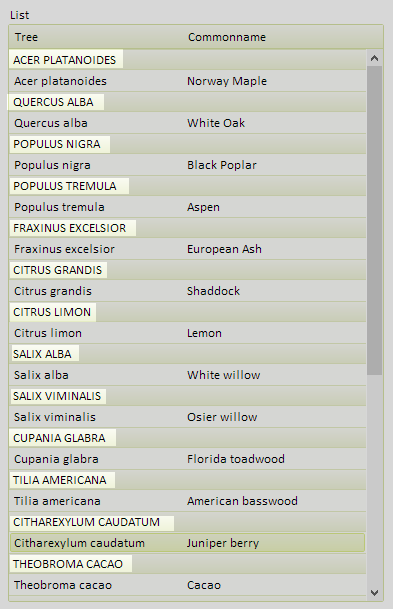 List
Tree Commonname
ACER PLATANOIDES
Acer platanoides Norway Maple
QUERCUS ALBA
Quercus alba White Oak
POPULUS NIGRA
Populus nigra Black Poplar
POPULUS TREMULA
Populus tremula Aspen
FRAXINUS EXCELSIOR
Fraxinus excelsior European Ash
CITRUS GRANDIS
Citrus grandis Shaddock
CITRUS LIMON
Citrus limon Lemon
SALIX ALBA
Salix alba White willow
SALIX VIMINALIS
Salix viminalis Osier willow
CUPANIA GLABRA
Cupania glabra Florida toadwood
TILIA AMERICANA
Tilia americana American basswood
CITHAREXYLUM CAUDATUM
Citharexylum caudatum Juniper berry
THEOBROMA CACAO
Theobroma cacao Cacao